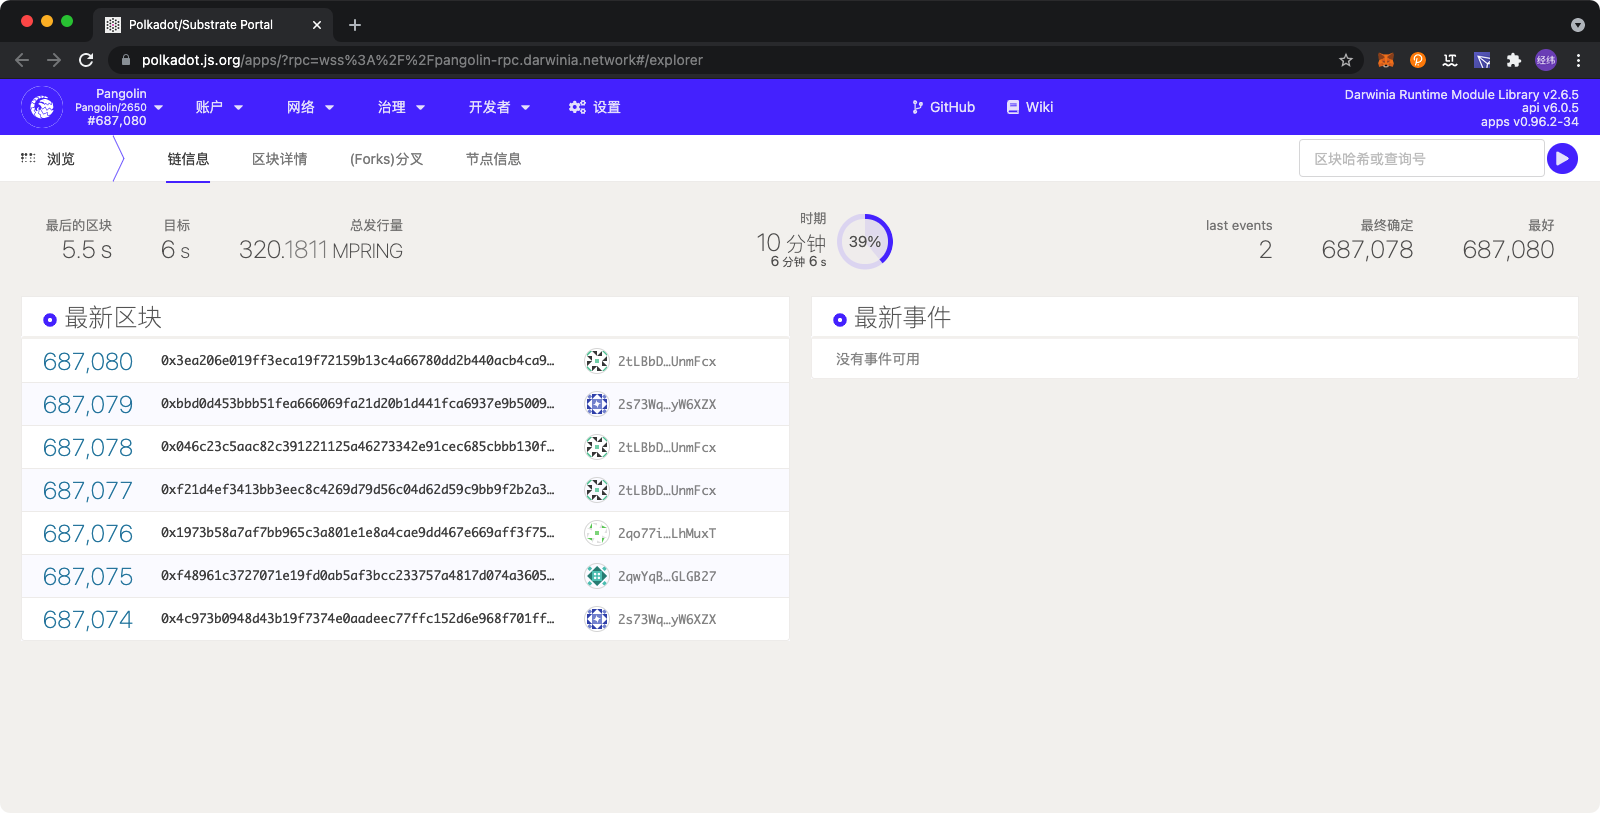 Polkadot/Substrate Portal
polkadot.js.org/apps/?rpc=wss%3A%2F%2Fpangolin-rpc.darwinia.network#/explorer
经纬
Pangolin
Pangolin/2650
#687,080
账户
网络
治理
开发者
设置
GitHub
Wiki
Darwinia Runtime Module Library v2.6.5
api v6.0.5
apps v0.96.2-34
浏览
链信息
区块详情
(Forks)分叉
节点信息
区块哈希或查询号
最后的区块
5.5 s
目标
6 s
总发行量
320.1811 MPRING
时期
10 分钟
6 分钟 6 s
39%
last events
2
最终确定
687,078
最好
687,080
最新区块
687,080 0x3ea206e019ff3eca19f72159b13c4a66780dd2b440acb4ca9… 2tLBbD…UnmFcx
687,079 0xbbd0d453bbb51fea666069fa21d20b1d441fca6937e9b5009… 2s73Wq…yW6XZX
687,078 0x046c23c5aac82c391221125a46273342e91cec685cbbb130f… 2tLBbD…UnmFcx
687,077 0xf21d4ef3413bb3eec8c4269d79d56c04d62d59c9bb9f2b2a3… 2tLBbD…UnmFcx
687,076 0x1973b58a7af7bb965c3a801e1e8a4cae9dd467e669aff3f75… 2qo77i…LhMuxT
687,075 0xf48961c3727071e19fd0ab5af3bcc233757a4817d074a3605… 2qwYqB…GLGB27
687,074 0x4c973b0948d43b19f7374e0aadeec77ffc152d6e968f701ff… 2s73Wq…yW6XZX
最新事件
没有事件可用